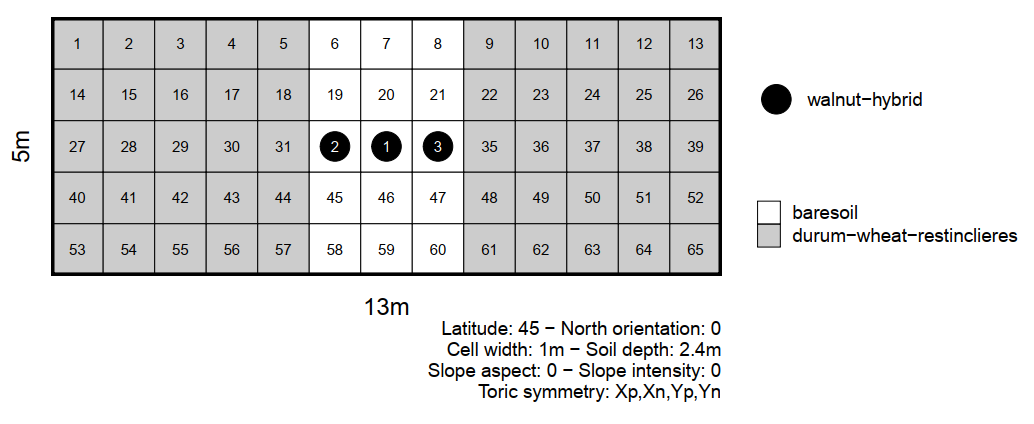 1 2 3 4 5 6 7 8 9 10 11 12 13
14 15 16 17 18 19 20 21 22 23 24 25 26
27 28 29 30 31 2 1 3 35 36 37 38 39
40 41 42 43 44 45 46 47 48 49 50 51 52
53 54 55 56 57 58 59 60 61 62 63 64 65
5m
13m
walnut−hybrid
baresoil
durum−wheat−restinclieres
Latitude: 45 − North orientation: 0
Cell width: 1m − Soil depth: 2.4m
Slope aspect: 0 − Slope intensity: 0
Toric symmetry: Xp,Xn,Yp,Yn